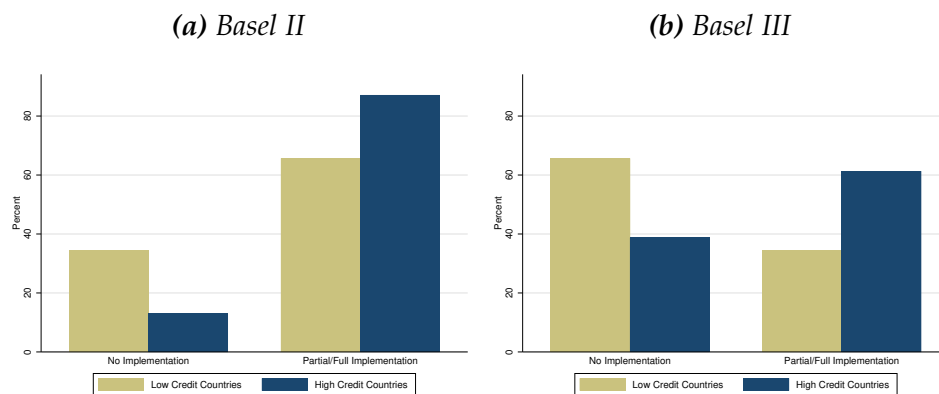 (a) Basel II
Percent
0
20
40
60
80
No Implementation
Partial/Full Implementation
Low Credit Countries
High Credit Countries
(b) Basel III
Percent
0
20
40
60
80
No Implementation
Partial/Full Implementation
Low Credit Countries
High Credit Countries